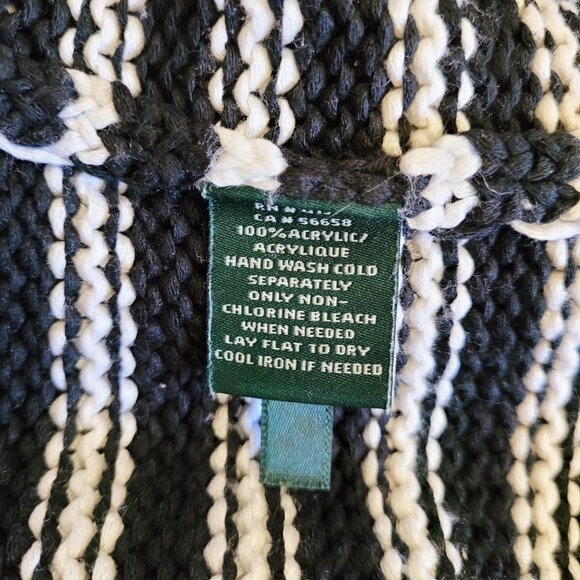 CA # 56658
100% ACRYLIC/
ACRYLIQUE
HAND WASH COLD
SEPARATELY
ONLY NON-
CHLORINE BLEACH
WHEN NEEDED
LAY FLAT TO DRY
COOL IRON IF NEEDED